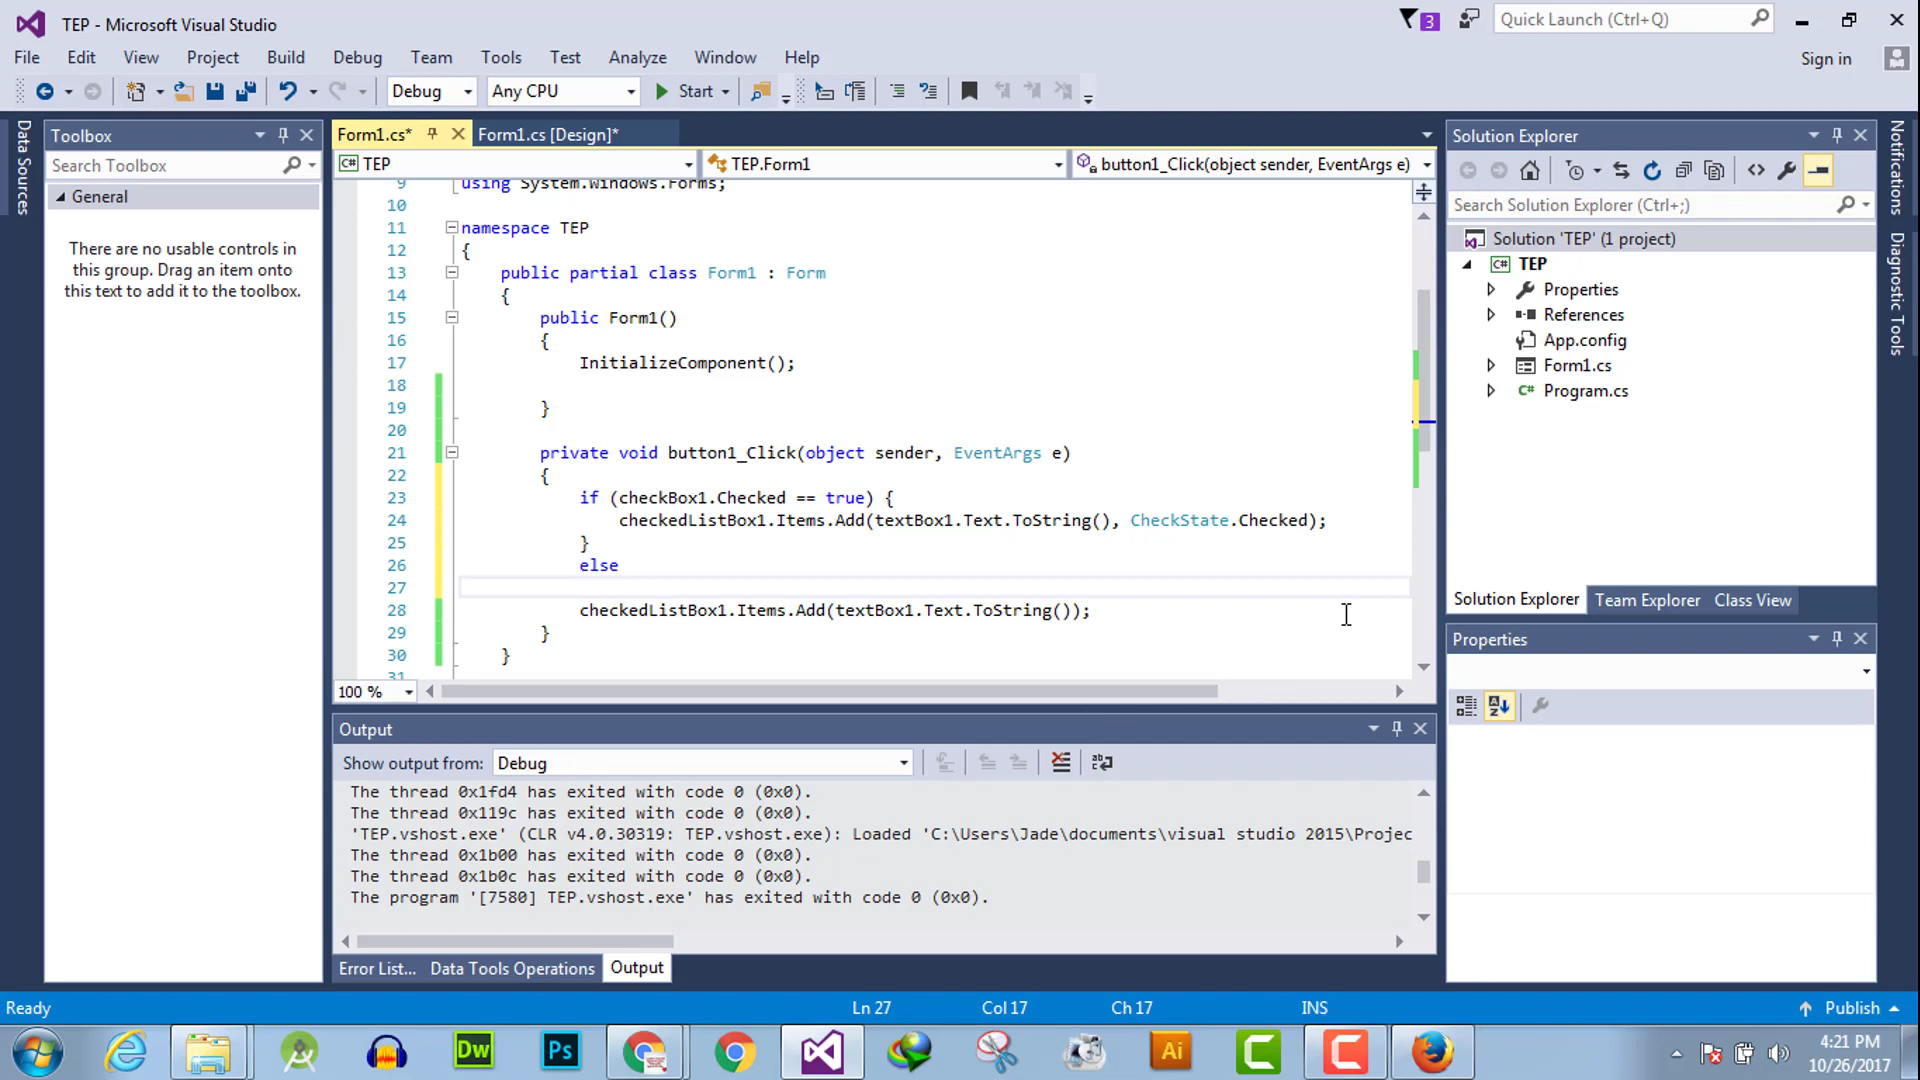 TEP - Microsoft Visual Studio
3
Quick Launch (Ctrl+Q)
File Edit View Project Build Debug Team Tools Test Analyze Window Help
Sign in
Debug Any CPU Start
Data Sources
Toolbox
Search Toolbox
General
There are no usable controls in
this group. Drag an item onto
this text to add it to the toolbox.
Form1.cs* Form1.cs [Design]*
TEP TEP.Form1 button1_Click(object sender, EventArgs e)
9 using System.Windows.Forms;
10
11 namespace TEP
12 {
13 public partial class Form1 : Form
14 {
15 public Form1()
16 {
17 InitializeComponent();
18
19 }
20
21 private void button1_Click(object sender, EventArgs e)
22 {
23 if (checkBox1.Checked == true) {
24 checkedListBox1.Items.Add(textBox1.Text.ToString(), CheckState.Checked);
25 }
26 else
27
28 checkedListBox1.Items.Add(textBox1.Text.ToString());
29 }
30 }
31
100 %
Output
Show output from: Debug
The thread 0x1fd4 has exited with code 0 (0x0).
The thread 0x119c has exited with code 0 (0x0).
'TEP.vshost.exe' (CLR v4.0.30319: TEP.vshost.exe): Loaded 'C:\Users\Jade\documents\visual studio 2015\Projec
The thread 0x1b00 has exited with code 0 (0x0).
The thread 0x1b0c has exited with code 0 (0x0).
The program '[7580] TEP.vshost.exe' has exited with code 0 (0x0).
Error List... Data Tools Operations Output
Solution Explorer
Search Solution Explorer (Ctrl+;)
Solution 'TEP' (1 project)
C# TEP
Properties
References
App.config
Form1.cs
C# Program.cs
Solution Explorer Team Explorer Class View
Properties
Notifications
Diagnostic Tools
Ready Ln 27 Col 17 Ch 17 INS Publish
Dw Ps Ai
4:21 PM
10/26/2017